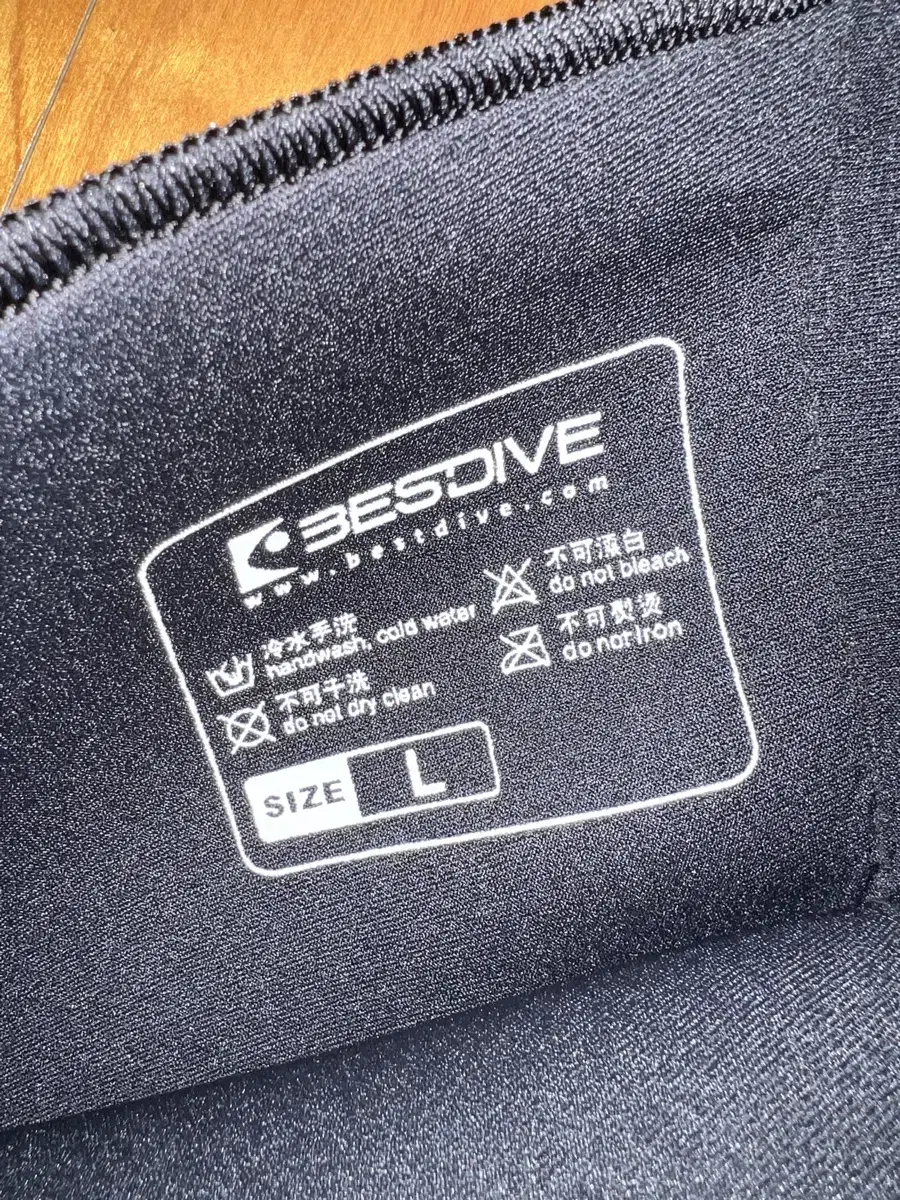 BESTDIVE
www.bestdive.com
冷水手洗
handwash, cold water
不可漂白
do not bleach
不可干洗
do not dry clean
不可熨烫
do not iron
SIZE L